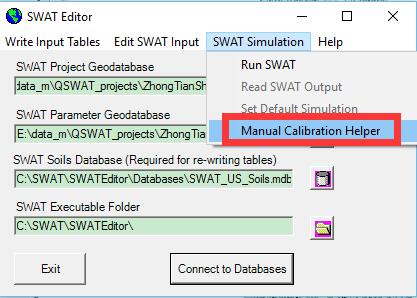 SWAT Editor
Write Input Tables Edit SWAT Input SWAT Simulation Help
Run SWAT
Read SWAT Output
Set Default Simulation
Manual Calibration Helper
SWAT Project Geodatabase
data_m\QSWAT_projects\ZhongTianSh
SWAT Parameter Geodatabase
E:\data_m\QSWAT_projects\ZhongTia
SWAT Soils Database (Required for re-writing tables)
C:\SWAT\SWATEditor\Databases\SWAT_US_Soils.mdb
SWAT Executable Folder
C:\SWAT\SWATEditor\
Exit
Connect to Databases